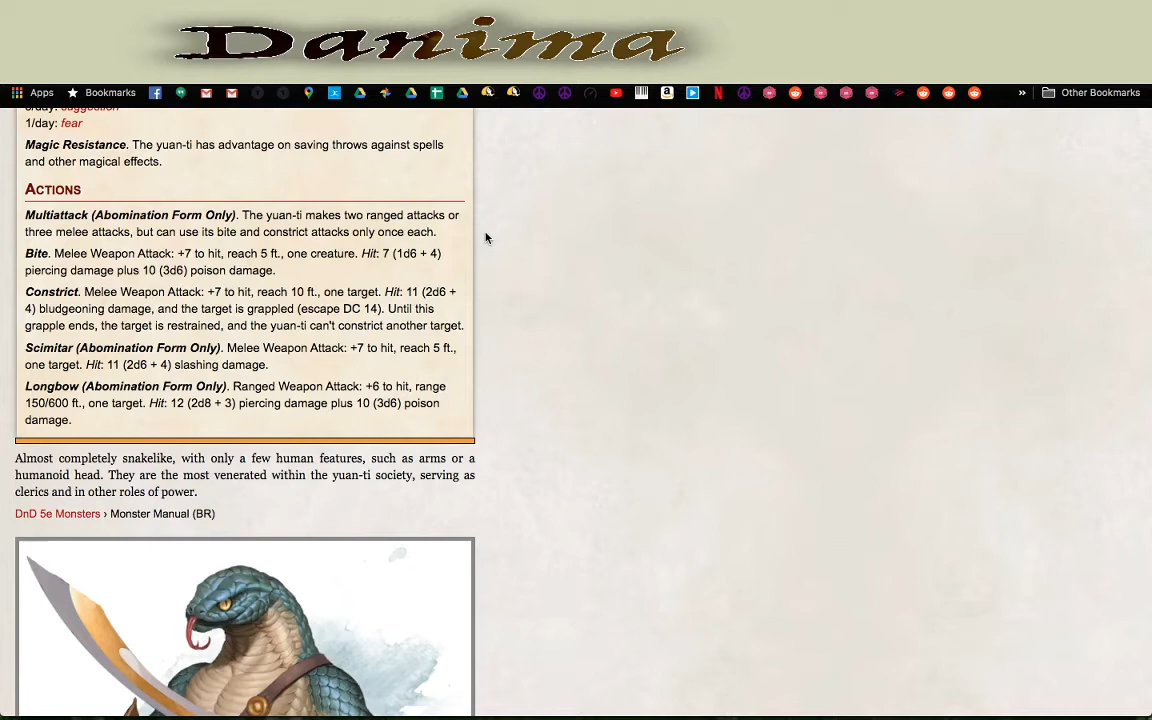 Danima
Apps Bookmarks » Other Bookmarks
1/day: fear
Magic Resistance. The yuan-ti has advantage on saving throws against spells
and other magical effects.
ACTIONS
Multiattack (Abomination Form Only). The yuan-ti makes two ranged attacks or
three melee attacks, but can use its bite and constrict attacks only once each.
Bite. Melee Weapon Attack: +7 to hit, reach 5 ft., one creature. Hit: 7 (1d6 + 4)
piercing damage plus 10 (3d6) poison damage.
Constrict. Melee Weapon Attack: +7 to hit, reach 10 ft., one target. Hit: 11 (2d6 +
4) bludgeoning damage, and the target is grappled (escape DC 14). Until this
grapple ends, the target is restrained, and the yuan-ti can't constrict another target.
Scimitar (Abomination Form Only). Melee Weapon Attack: +7 to hit, reach 5 ft.,
one target. Hit: 11 (2d6 + 4) slashing damage.
Longbow (Abomination Form Only). Ranged Weapon Attack: +6 to hit, range
150/600 ft., one target. Hit: 12 (2d8 + 3) piercing damage plus 10 (3d6) poison
damage.
Almost completely snakelike, with only a few human features, such as arms or a
humanoid head. They are the most venerated within the yuan-ti society, serving as
clerics and in other roles of power.
DnD 5e Monsters › Monster Manual (BR)